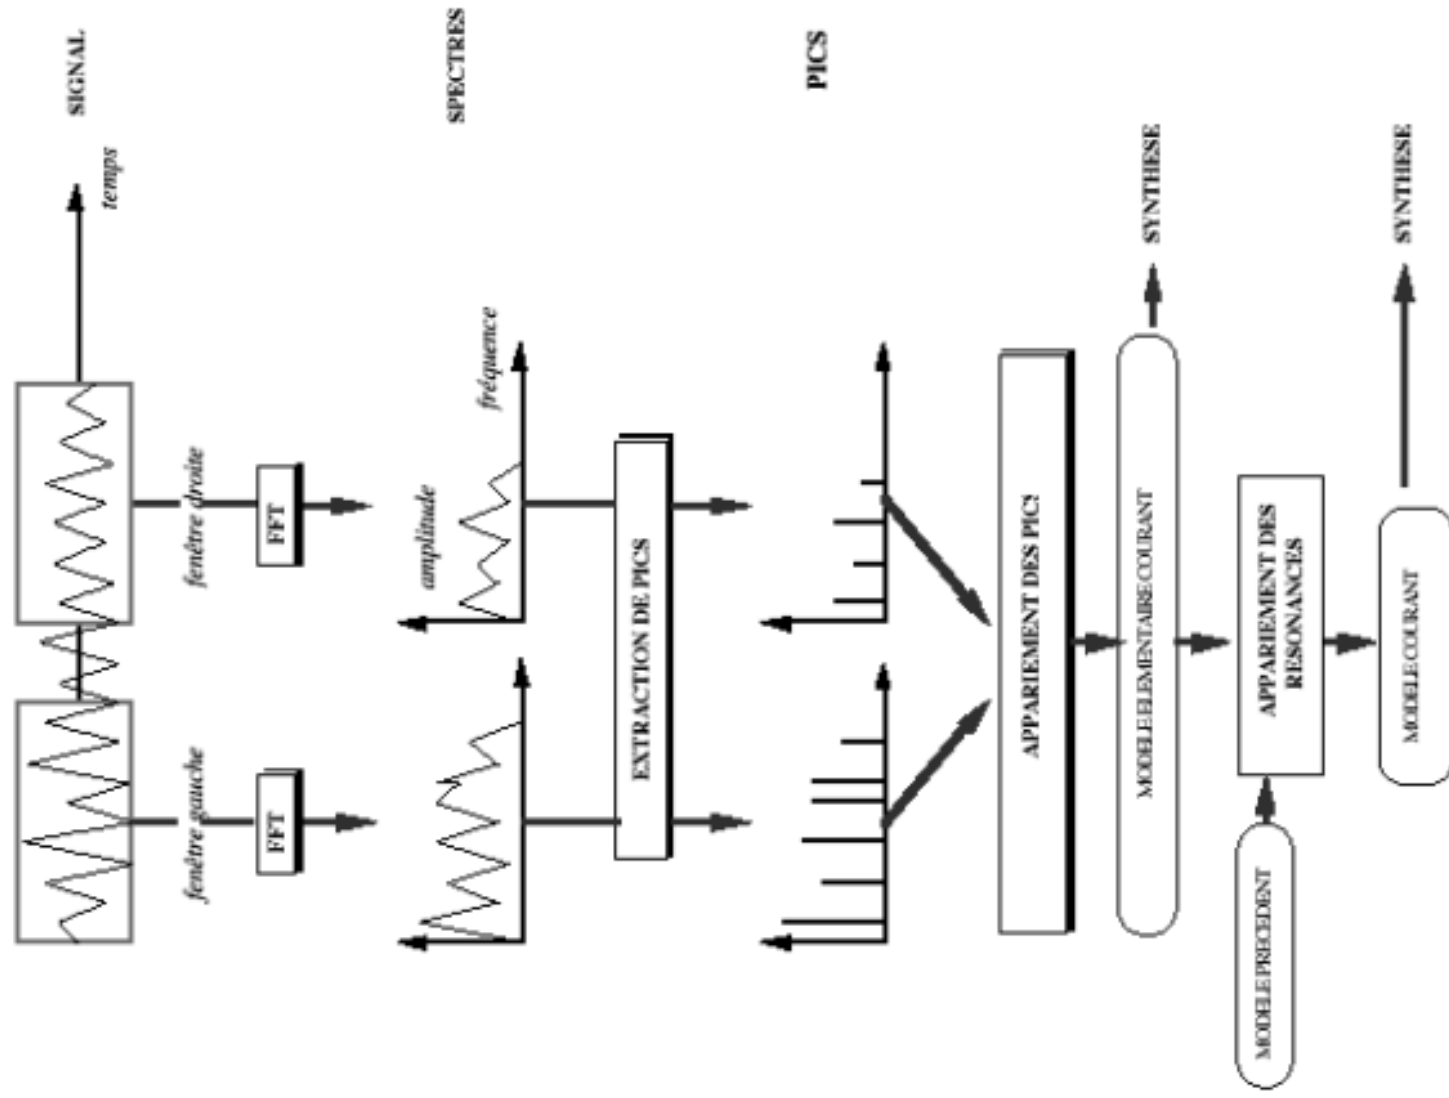 SIGNAL
temps
fenêtre gauche
fenêtre droite
FFT
FFT
SPECTRES
amplitude
fréquence
EXTRACTION DE PICS
PICS
APPARIEMENT DES PICS
MODELE ELEMENTAIRE COURANT
SYNTHESE
MODELE PRECEDENT
APPARIEMENT DES
RESONANCES
MODELE COURANT
SYNTHESE